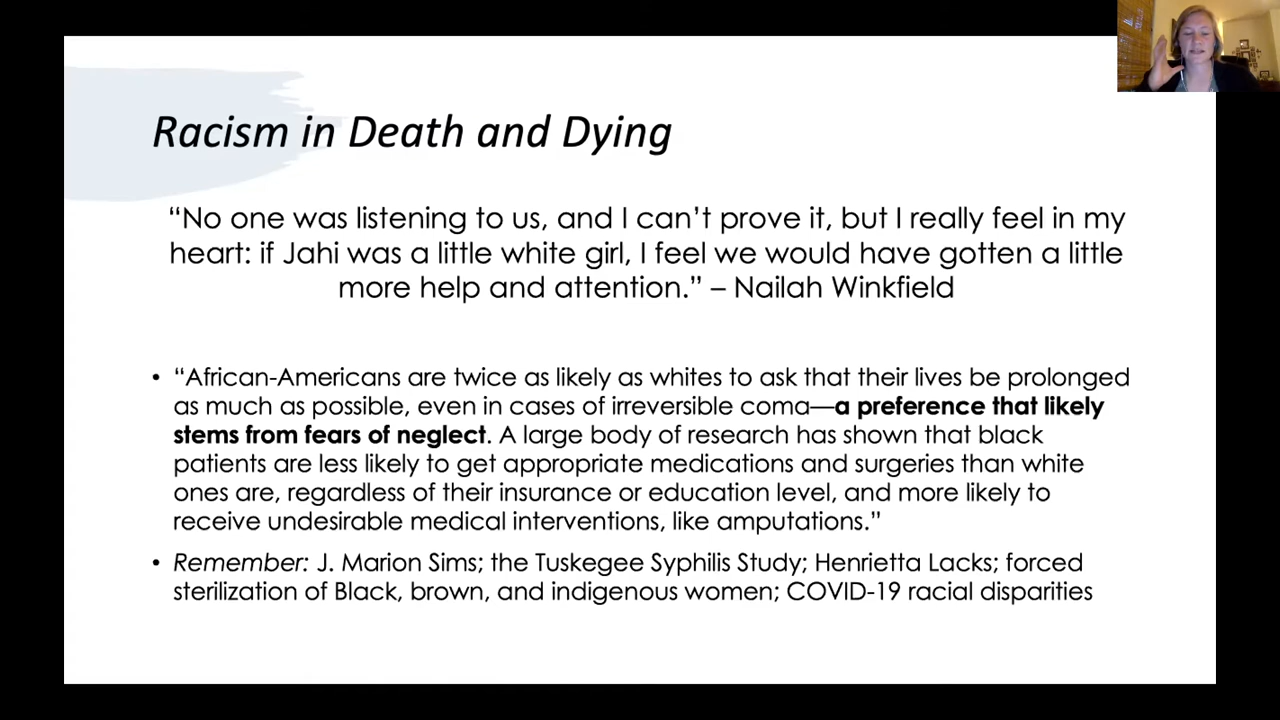 Racism in Death and Dying
“No one was listening to us, and I can’t prove it, but I really feel in my
heart: if Jahi was a little white girl, I feel we would have gotten a little
more help and attention.” – Nailah Winkfield
• “African-Americans are twice as likely as whites to ask that their lives be prolonged
as much as possible, even in cases of irreversible coma—a preference that likely
stems from fears of neglect. A large body of research has shown that black
patients are less likely to get appropriate medications and surgeries than white
ones are, regardless of their insurance or education level, and more likely to
receive undesirable medical interventions, like amputations.”
• Remember: J. Marion Sims; the Tuskegee Syphilis Study; Henrietta Lacks; forced
sterilization of Black, brown, and indigenous women; COVID-19 racial disparities